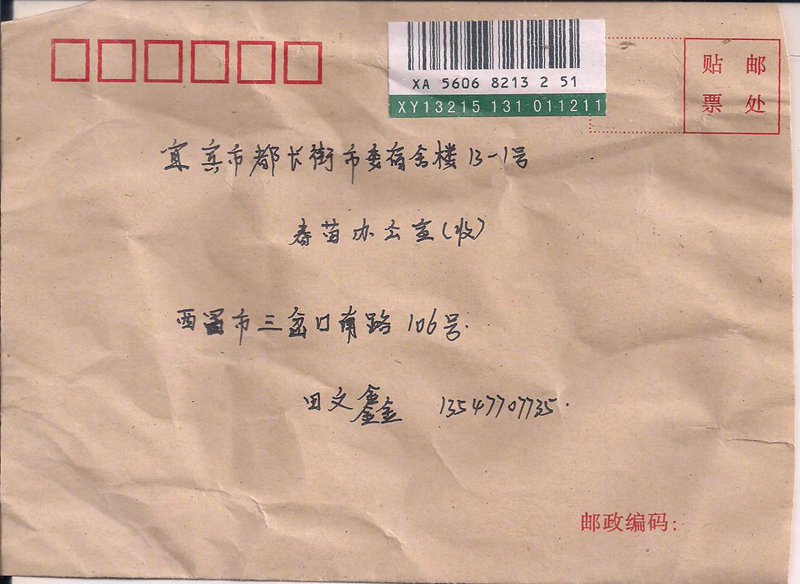 XA 5606 8213 2 51
XY13215 131 011211
贴 邮
票 处
宜宾市都长街市委宿舍楼13-1号
春苗办公室(收)
西昌市三岔口南路106号.
田文鑫 13547707735.
邮政编码: